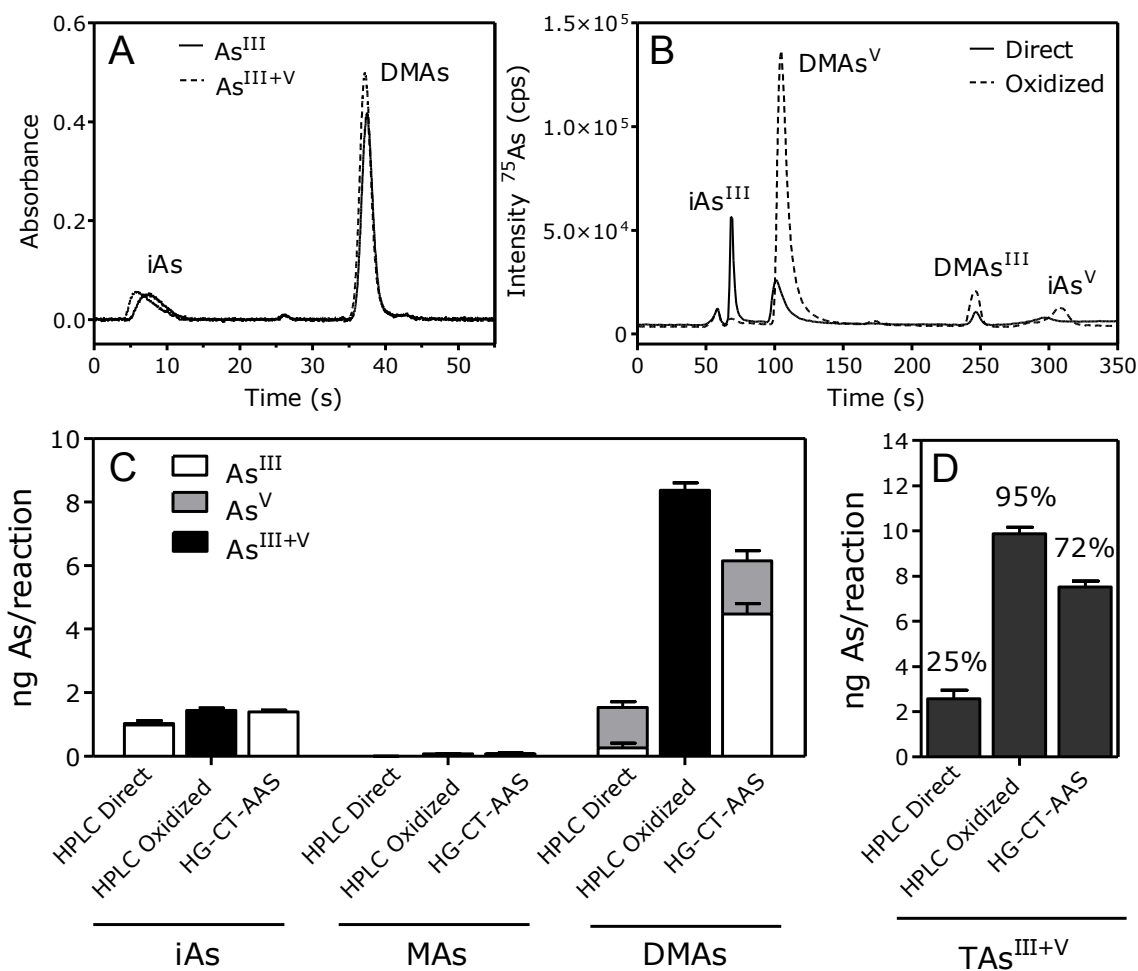 A
As^III
As^III+V
DMAs
iAs
Absorbance
0.6
0.4
0.2
0.0
0 10 20 30 40 50
Time (s)
B
Direct
Oxidized
DMAs^V
iAs^III
DMAs^III
iAs^V
Intensity ^75As (cps)
1.5×10^5
1.0×10^5
5.0×10^4
0
0 50 100 150 200 250 300 350
Time (s)
C
As^III
As^V
As^III+V
ng As/reaction
10
8
6
4
2
0
HPLC Direct
HPLC Oxidized
HG-CT-AAS
HPLC Direct
HPLC Oxidized
HG-CT-AAS
HPLC Direct
HPLC Oxidized
HG-CT-AAS
iAs
MAs
DMAs
D
25%
95%
72%
ng As/reaction
14
12
10
8
6
4
2
0
HPLC Direct
HPLC Oxidized
HG-CT-AAS
TAs^III+V